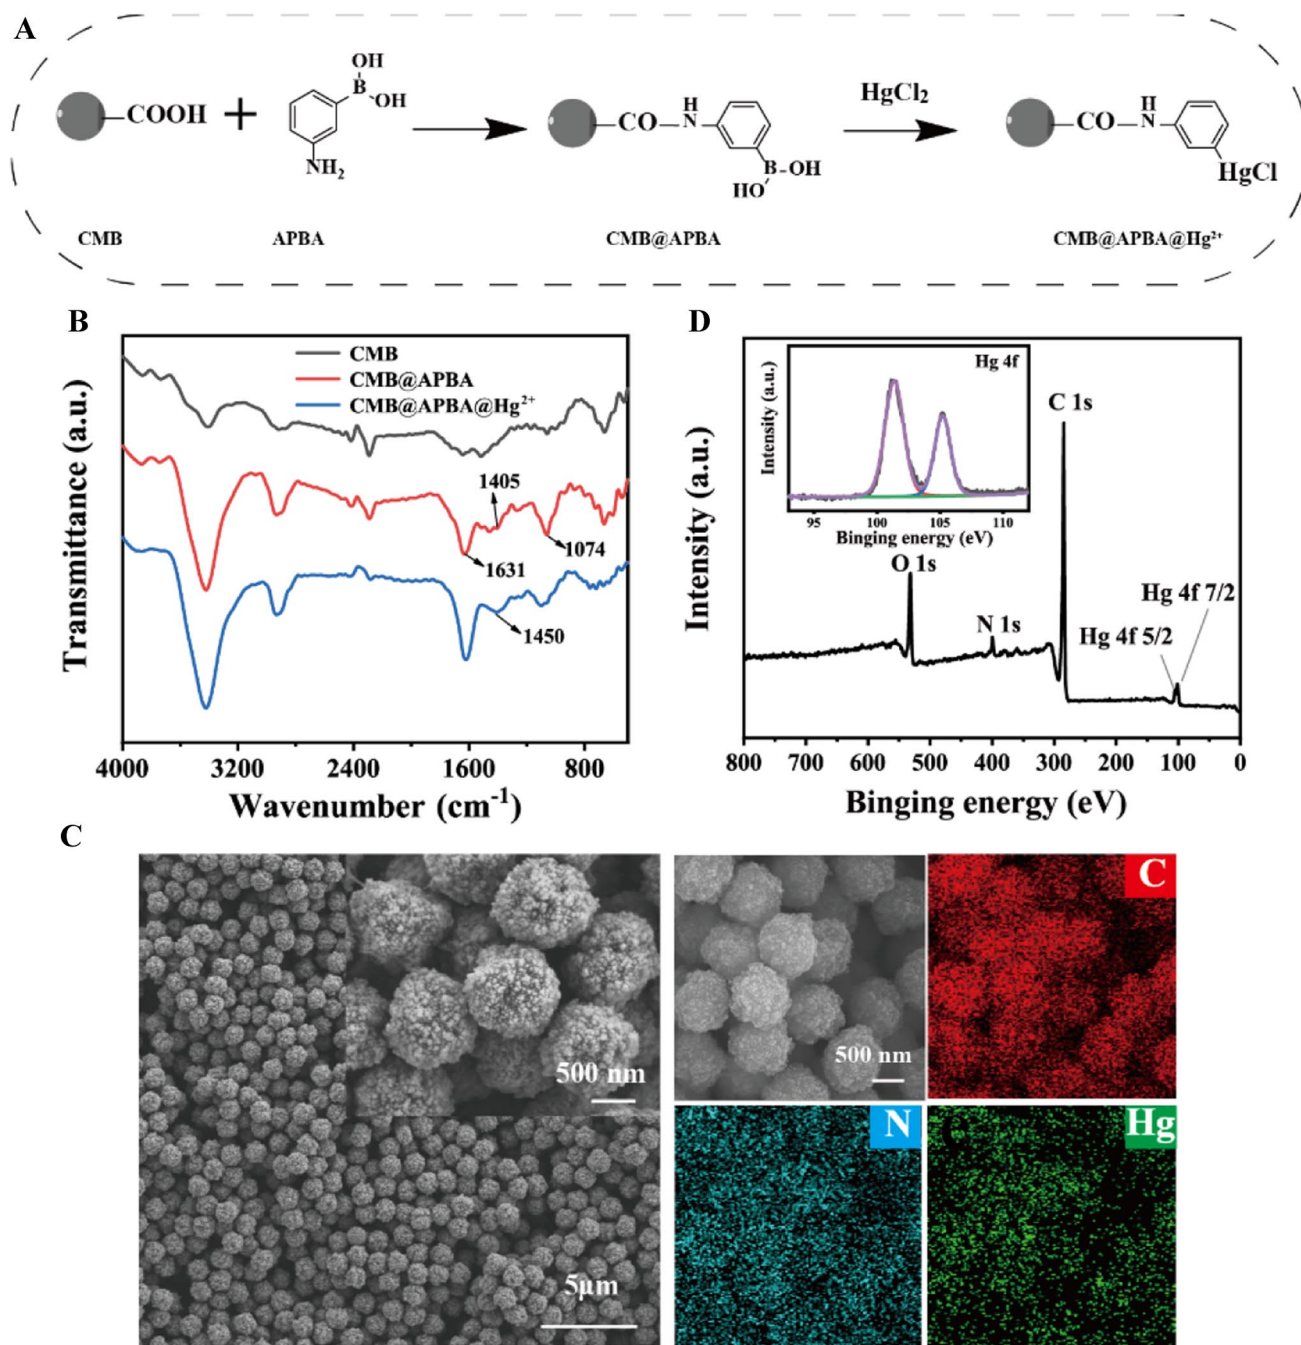 A
OH
B
OH
COOH
+
NH₂
CO
H
N
B
OH
HO
HgCl₂
CO
H
N
HgCl
CMB
APBA
CMB@APBA
CMB@APBA@Hg²⁺
B
CMB
CMB@APBA
CMB@APBA@Hg²⁺
1405
1074
1631
1450
Transmittance (a.u.)
4000 3200 2400 1600 800
Wavenumber (cm⁻¹)
D
Hg 4f
Intensity (a.u.)
95 100 105 110
Binging energy (eV)
C 1s
O 1s
N 1s
Hg 4f 7/2
Hg 4f 5/2
Intensity (a.u.)
800 700 600 500 400 300 200 100 0
Binging energy (eV)
C
500 nm
5μm
500 nm
C
N
Hg